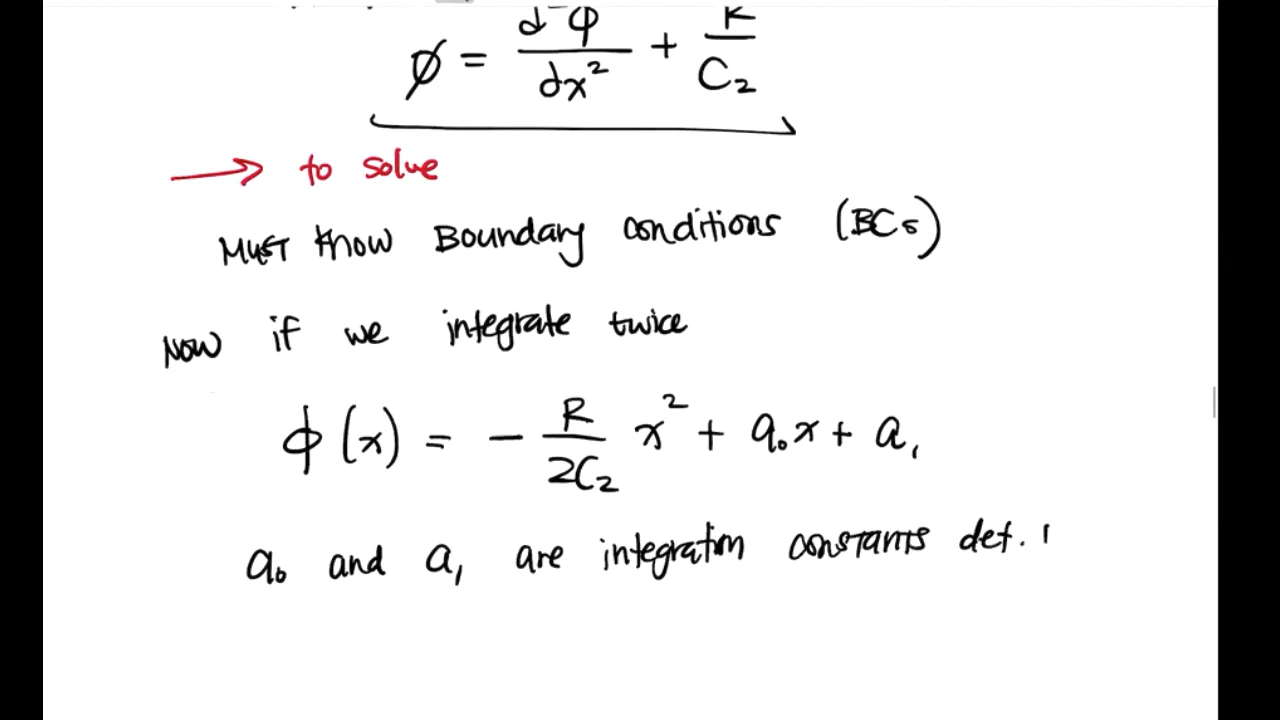 ∅ = d²φ/dx² + R/C₂
→ to solve
Must know Boundary conditions (BCs)
Now if we integrate twice
ϕ(x) = - R/2C₂ x² + a₀x + a₁
a₀ and a₁ are integration constants det.